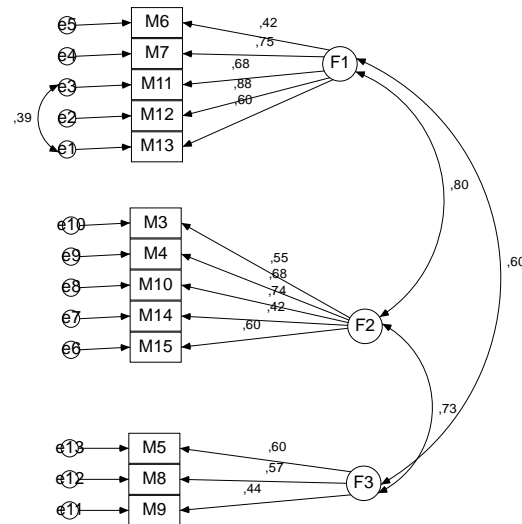 e5 M6 ,42
e4 M7 ,75
e3 M11 ,68 F1
e2 M12 ,88
,39
e1 M13 ,60
,80
e10 M3
e9 M4 ,55
,60
e8 M10 ,68
,74
e7 M14 ,42 F2
e6 M15 ,60
,73
e13 M5 ,60
e12 M8 ,57 F3
e11 M9 ,44